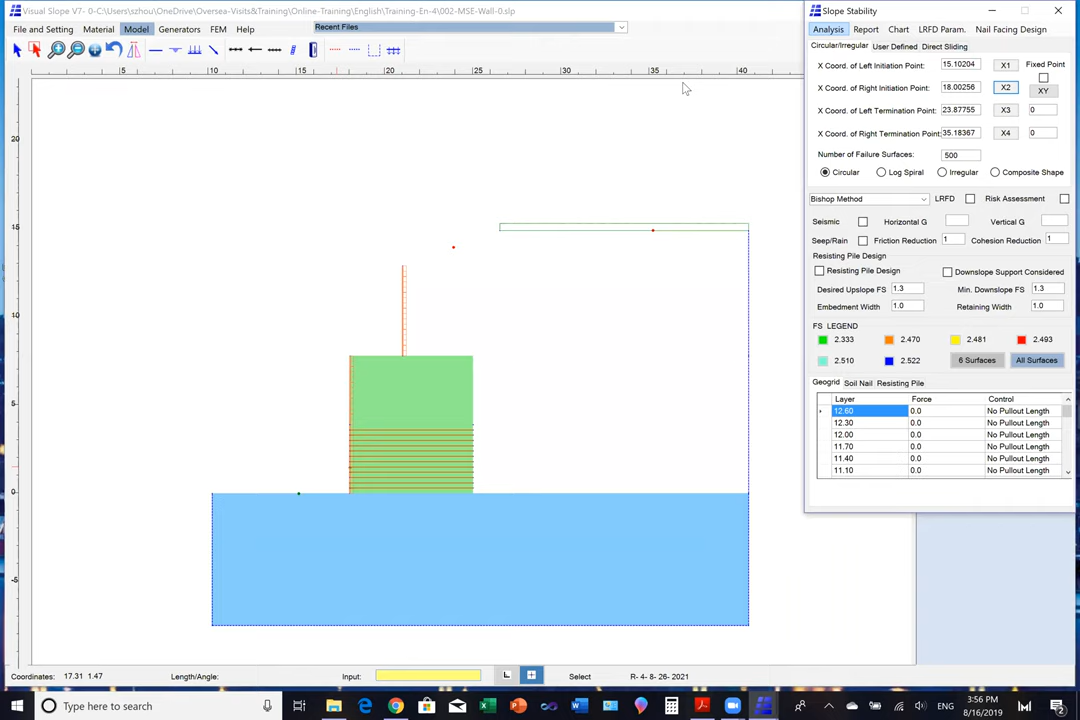 Visual Slope V7- 0-C:\Users\szhou\OneDrive\Oversea-Visits&Training\Online-Training\English\Training-En-4\002-MSE-Wall-0.slp
File and Setting Material Model Generators FEM Help Recent Files
5 10 15 20 25 30 35 40
20
15
10
5
0
-5
Coordinates: 17.31 1.47 Length/Angle: Input: L Select R- 4- 8- 26- 2021
Slope Stability
Analysis Report Chart LRFD Param. Nail Facing Design
Circular/Irregular User Defined Direct Sliding
X Coord. of Left Initiation Point: 15.10204 X1 Fixed Point
X Coord. of Right Initiation Point: 18.00256 X2 XY
X Coord. of Left Termination Point: 23.87755 X3 0
X Coord. of Right Termination Point: 35.18367 X4 0
Number of Failure Surfaces: 500
Circular Log Spiral Irregular Composite Shape
Bishop Method LRFD Risk Assessment
Seismic Horizontal G Vertical G
Seep/Rain Friction Reduction 1 Cohesion Reduction 1
Resisting Pile Design
Resisting Pile Design Downslope Support Considered
Desired Upslope FS 1.3 Min. Downslope FS 1.3
Embedment Width 1.0 Retaining Width 1.0
FS LEGEND
2.333 2.470 2.481 2.493
2.510 2.522 6 Surfaces All Surfaces
Geogrid Soil Nail Resisting Pile
Layer Force Control
12.60 0.0 No Pullout Length
12.30 0.0 No Pullout Length
12.00 0.0 No Pullout Length
11.70 0.0 No Pullout Length
11.40 0.0 No Pullout Length
11.10 0.0 No Pullout Length
Type here to search
ENG 3:56 PM
8/16/2019
2